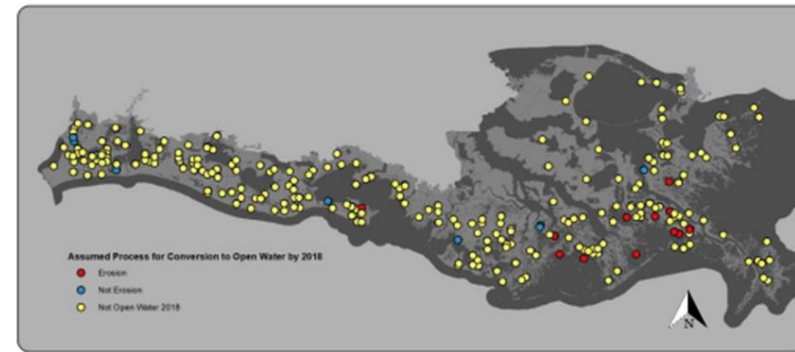 Assumed Process for Conversion to Open Water by 2018
Erosion
Not Erosion
Not Open Water 2018
N